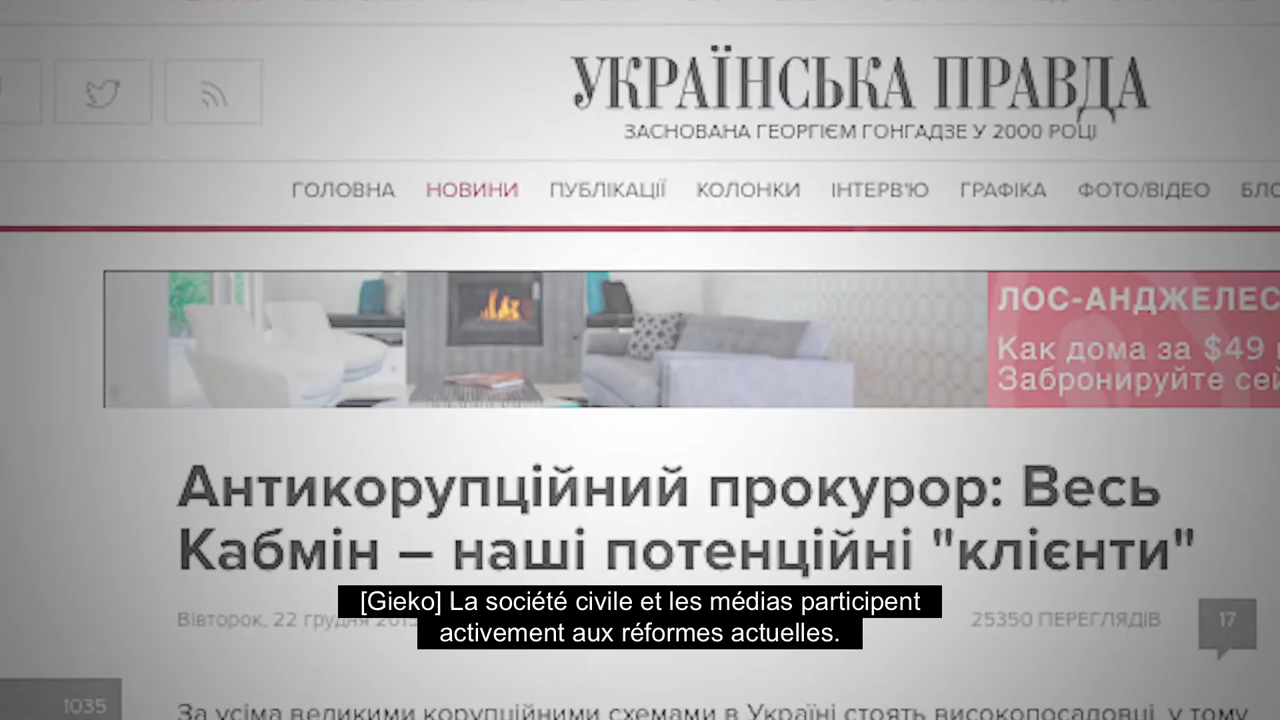 УКРАЇНСЬКА ПРАВДА
ЗАСНОВАНА ГЕОРГІЄМ ГОНГАДЗЕ У 2000 РОЦІ
ГОЛОВНА НОВИНИ ПУБЛІКАЦІЇ КОЛОНКИ ІНТЕРВ'Ю ГРАФІКА ФОТО/ВІДЕО
ЛОС-АНДЖЕЛЕС
Как дома за $49
Забронируйте
Антикорупційний прокурор: Весь
Кабмін – наші потенційні "клієнти"
[Gieko] La société civile et les médias participent
activement aux réformes actuelles.
Вівторок, 22 грудня 25350 ПЕРЕГЛЯДІВ 17
1035
За усіма великими корупційними схемами в Україні стоять високопосадовці, у тому